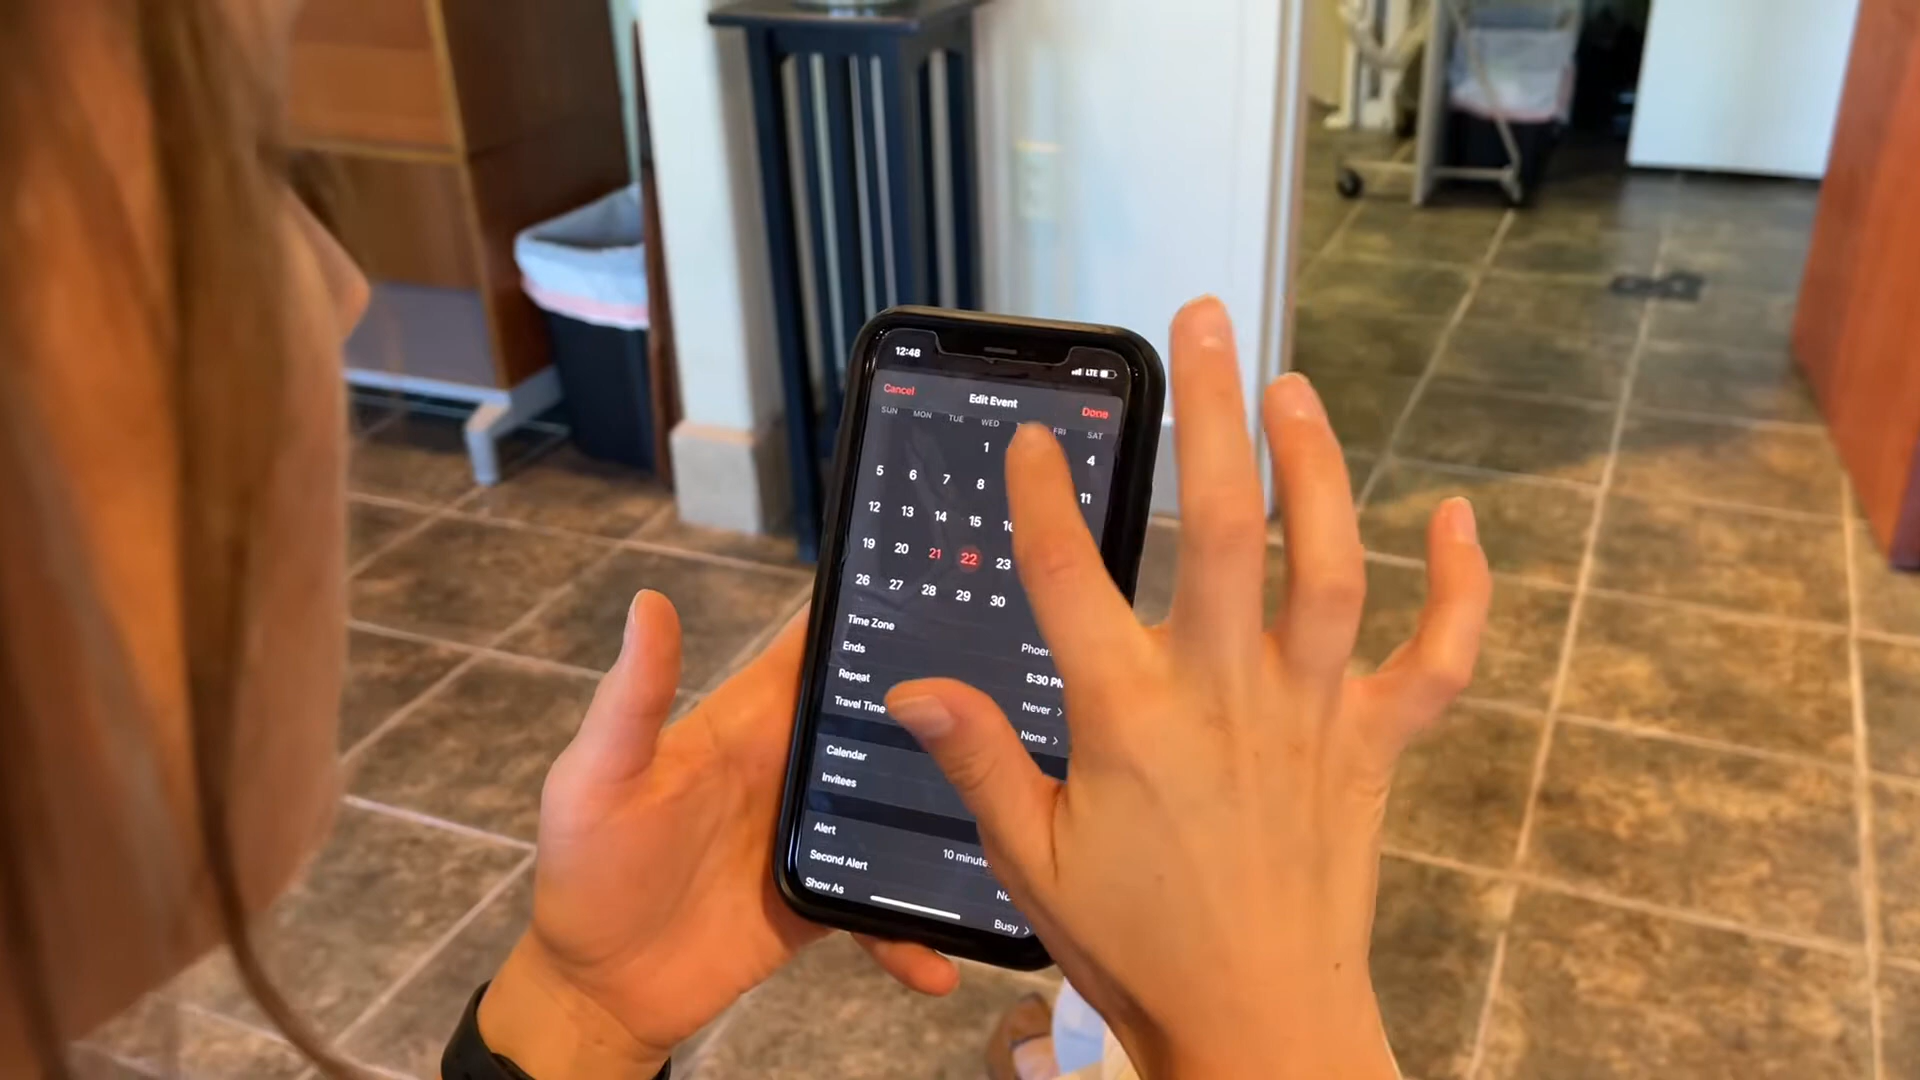 12:48
LTE
Cancel Edit Event Done
SUN MON TUE WED FRI SAT
1 4
5 6 7 8 11
12 13 14 15
19 20 21 22 23
26 27 28 29 30
Time Zone
Ends
Repeat 5:30
Travel Time Never
None
Calendar
Invitees
Alert
10
Second Alert
Show As
Busy